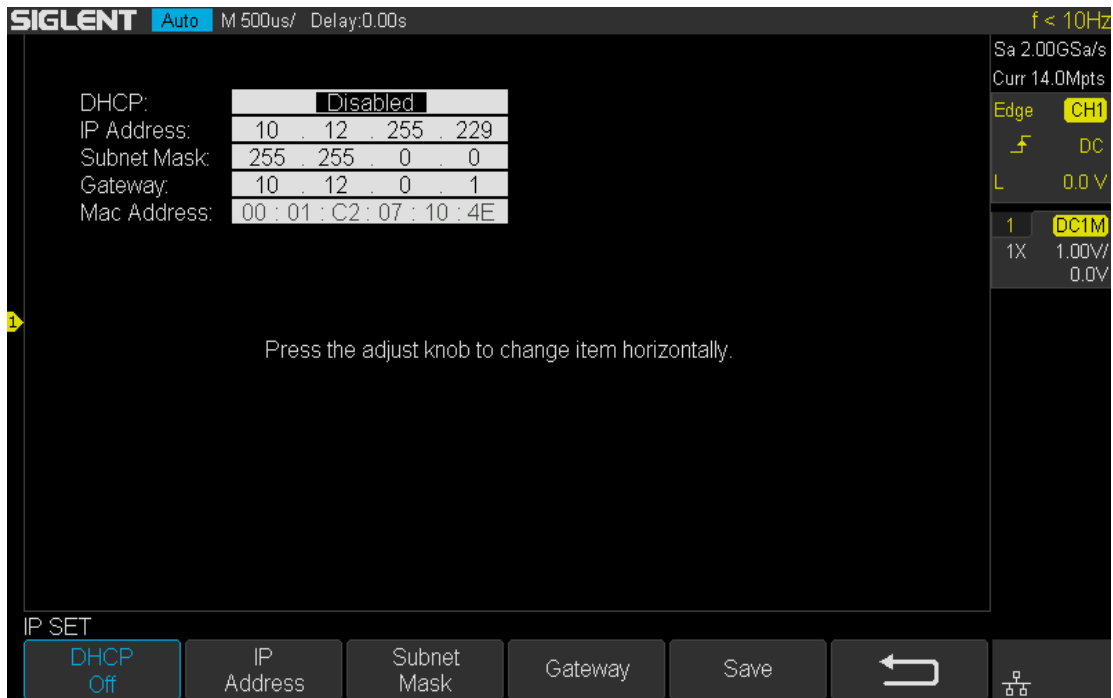 SIGLENT Auto M 500us/ Delay:0.00s f < 10Hz
Sa 2.00GSa/s
Curr 14.0Mpts
Edge CH1
DC
L 0.0 V
1 DC1M
1X 1.00V/
0.0V
DHCP: Disabled
IP Address: 10 . 12 . 255 . 229
Subnet Mask: 255 . 255 . 0 . 0
Gateway: 10 . 12 . 0 . 1
Mac Address: 00 : 01 : C2 : 07 : 10 : 4E
1
Press the adjust knob to change item horizontally.
IP SET
DHCP
Off
IP
Address
Subnet
Mask
Gateway
Save